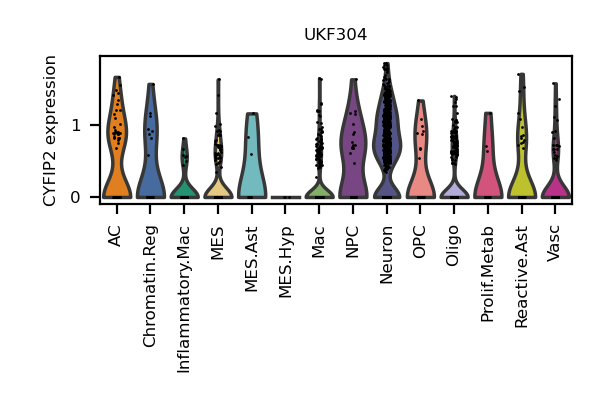 UKF304
CYFIP2 expression
1
0
AC
Chromatin.Reg
Inflammatory.Mac
MES
MES.Ast
MES.Hyp
Mac
NPC
Neuron
OPC
Oligo
Prolif.Metab
Reactive.Ast
Vasc